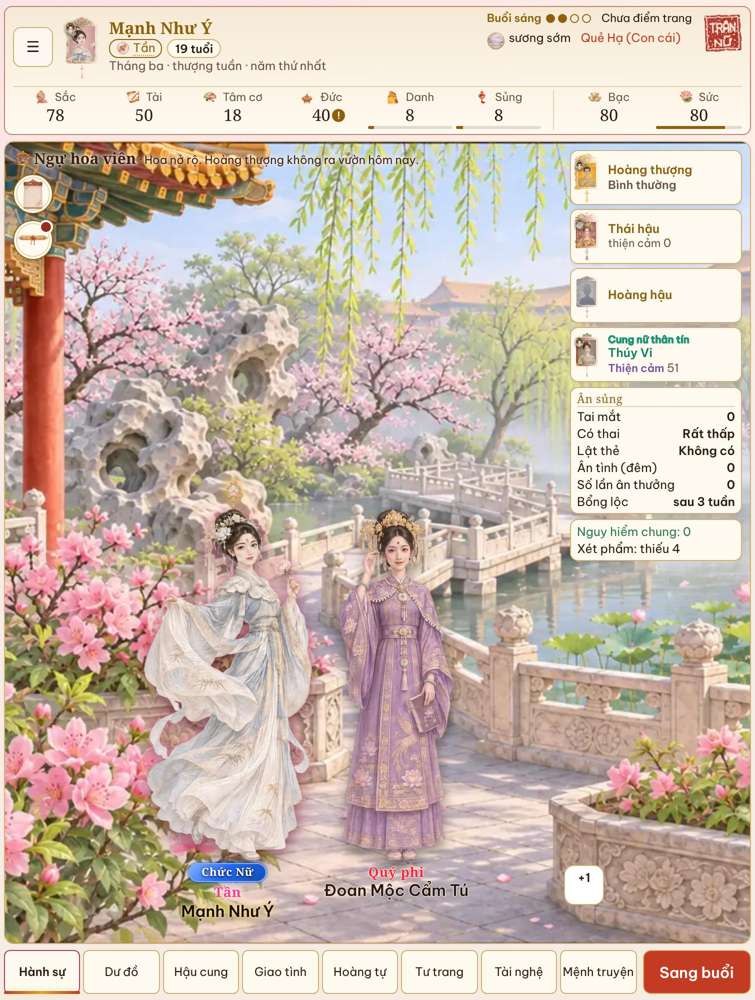 Mạnh Như Ý
Tần
19 tuổi
Tháng ba · thượng tuần · năm thứ nhất
Buổi sáng
Chưa điểm trang
sương sớm
Quẻ Hạ (Con cái)
TRÂN NỮ
Sắc
78
Tài
50
Tâm cơ
18
Đức
40
!
Danh
8
Sủng
8
Bạc
80
Sức
80
Ngự hoa viên
Hoa nở rộ. Hoàng thượng không ra vườn hôm nay.
Hoàng thượng
Bình thường
Thái hậu
thiện cảm 0
Hoàng hậu
Cung nữ thân tín
Thúy Vi
Thiện cảm 51
Ân sủng
Tai mắt 0
Có thai Rất thấp
Lật thẻ Không có
Ân tình (đêm) 0
Số lần ân thưởng 0
Bổng lộc sau 3 tuần
Nguy hiểm chung: 0
Xét phẩm: thiếu 4
Chức Nữ
Tần
Mạnh Như Ý
Quý phi
Đoan Mộc Cẩm Tú
+1
Hành sự
Dư đồ
Hậu cung
Giao tình
Hoàng tự
Tư trang
Tài nghệ
Mệnh truyện
Sang buổi